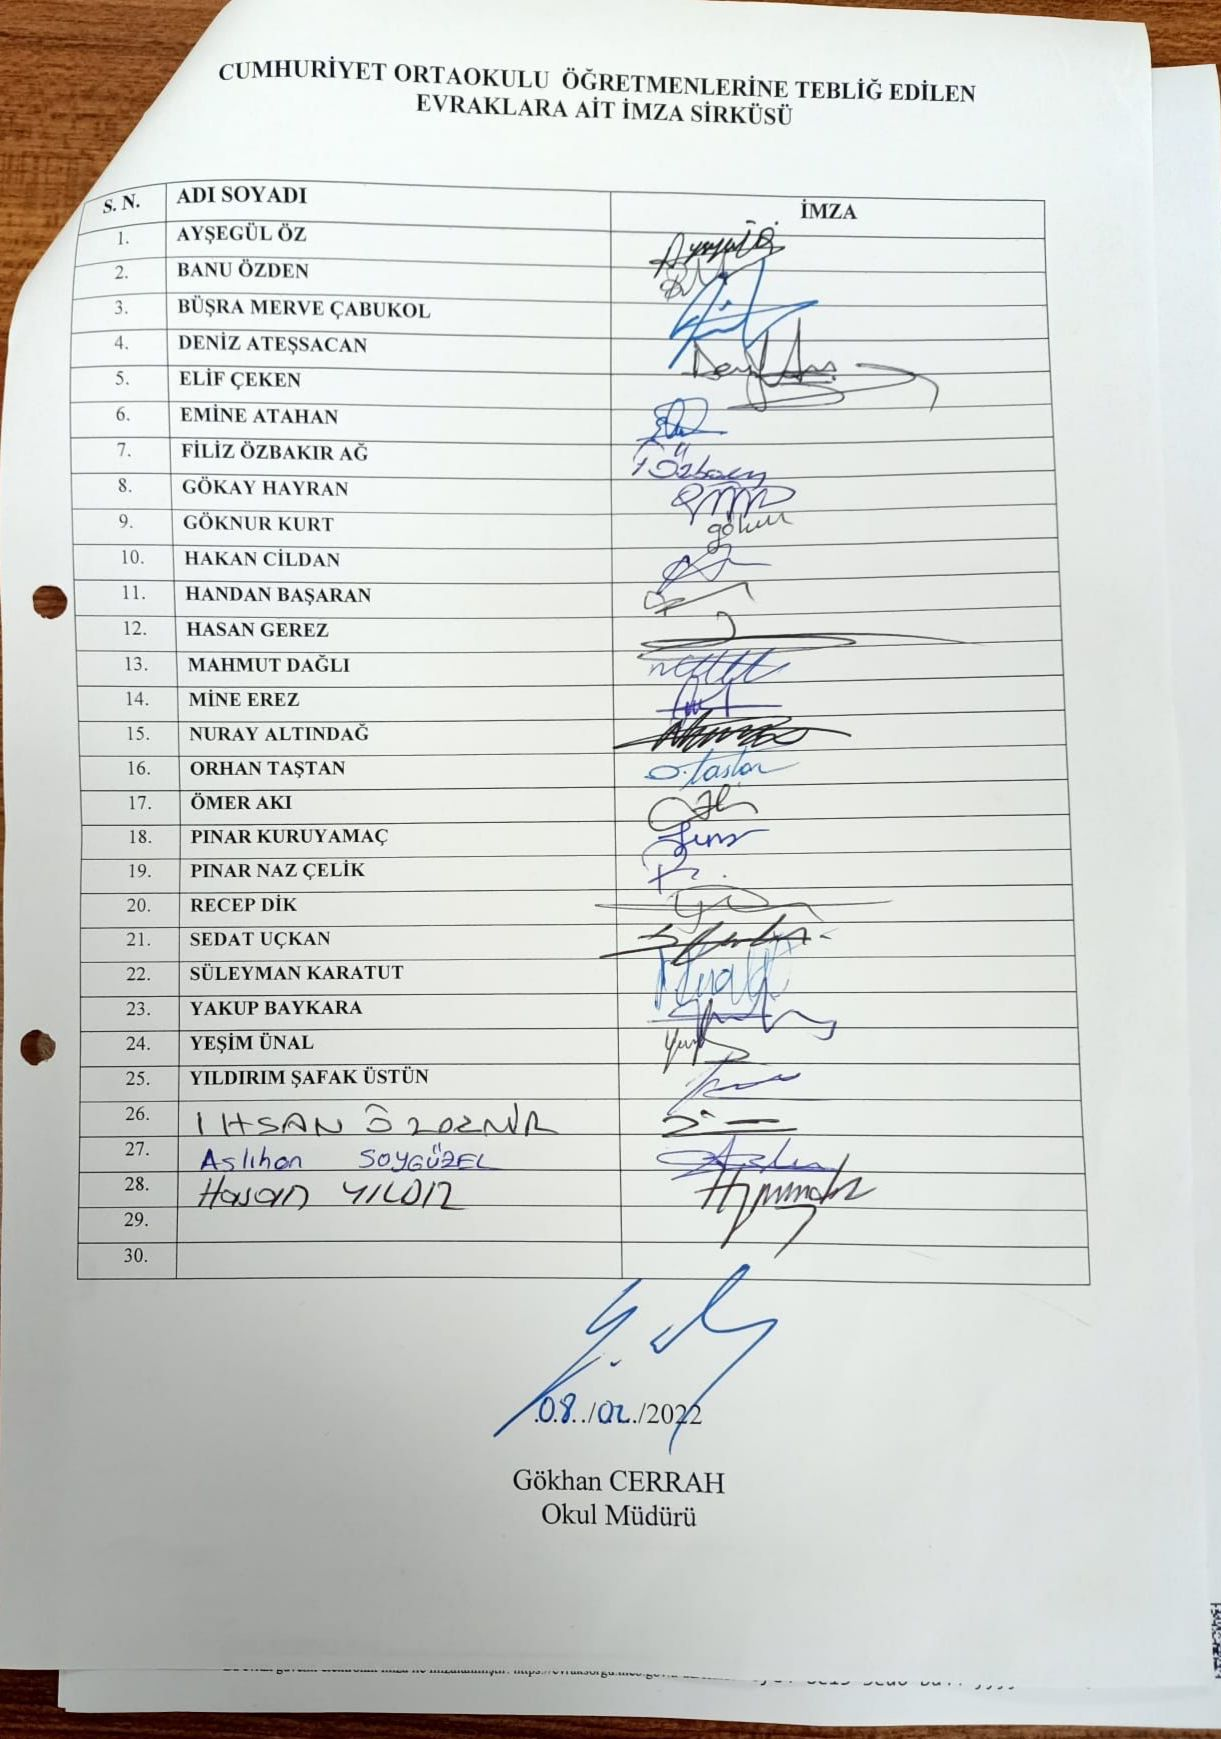 CUMHURİYET ORTAOKULU ÖĞRETMENLERİNE TEBLİĞ EDİLEN
EVRAKLARA AİT İMZA SİRKÜSÜ
S. N. ADI SOYADI İMZA
1. AYŞEGÜL ÖZ
2. BANU ÖZDEN
3. BÜŞRA MERVE ÇABUKOL
4. DENİZ ATEŞSACAN
5. ELİF ÇEKEN
6. EMİNE ATAHAN
7. FİLİZ ÖZBAKIR AĞ
8. GÖKAY HAYRAN
9. GÖKNUR KURT
10. HAKAN CİLDAN
11. HANDAN BAŞARAN
12. HASAN GEREZ
13. MAHMUT DAĞLI
14. MİNE EREZ
15. NURAY ALTINDAĞ
16. ORHAN TAŞTAN o.taştan
17. ÖMER AKI
18. PINAR KURUYAMAÇ
19. PINAR NAZ ÇELİK
20. RECEP DİK
21. SEDAT UÇKAN
22. SÜLEYMAN KARATUT
23. YAKUP BAYKARA
24. YEŞİM ÜNAL
25. YILDIRIM ŞAFAK ÜSTÜN
26. IHSAN
27. Aslıhan SOYGÜZEL
28. Hasan YILDIZ
29.
30.
08../02./2022
Gökhan CERRAH
Okul Müdürü